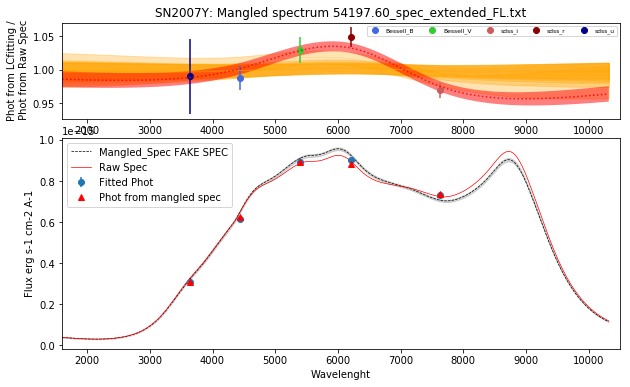 SN2007Y: Mangled spectrum 54197.60_spec_extended_FL.txt
Phot from LCfitting /
Phot from Raw Spec
1.05
1.00
0.95
Bessell_B
Bessell_V
sdss_i
sdss_r
sdss_u
2000 3000 4000 5000 6000 7000 8000 9000 10000
1e−15
Flux erg s-1 cm-2 A-1
1.0
0.8
0.6
0.4
0.2
0.0
Mangled_Spec FAKE SPEC
Raw Spec
Fitted Phot
Phot from mangled spec
2000 3000 4000 5000 6000 7000 8000 9000 10000
Wavelenght